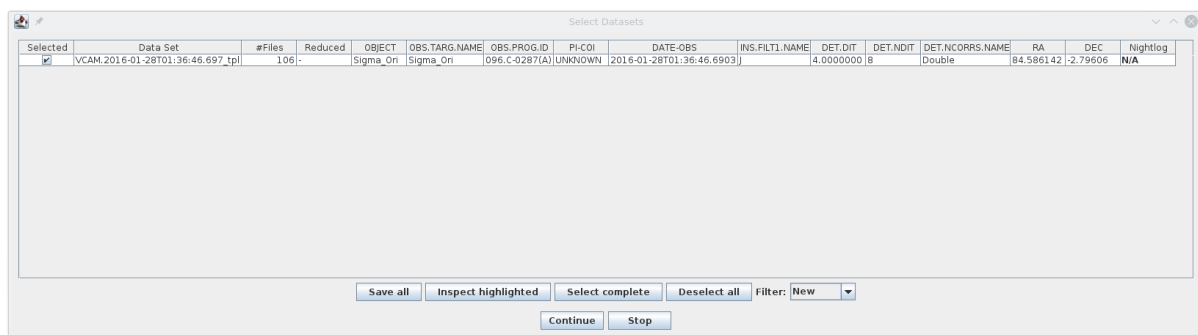 Select Datasets
Selected Data Set #Files Reduced OBJECT OBS.TARG.NAME OBS.PROG.ID PI-COI DATE-OBS INS.FILT1.NAME DET.DIT DET.NDIT DET.NCORRS.NAME RA DEC Nightlog
VCAM.2016-01-28T01:36:46.697_tpl 106 - Sigma_Ori Sigma_Ori 096.C-0287(A) UNKNOWN 2016-01-28T01:36:46.6903 J 4.0000000 8 Double 84.586142 -2.79606 N/A
Save all Inspect highlighted Select complete Deselect all Filter: New
Continue Stop